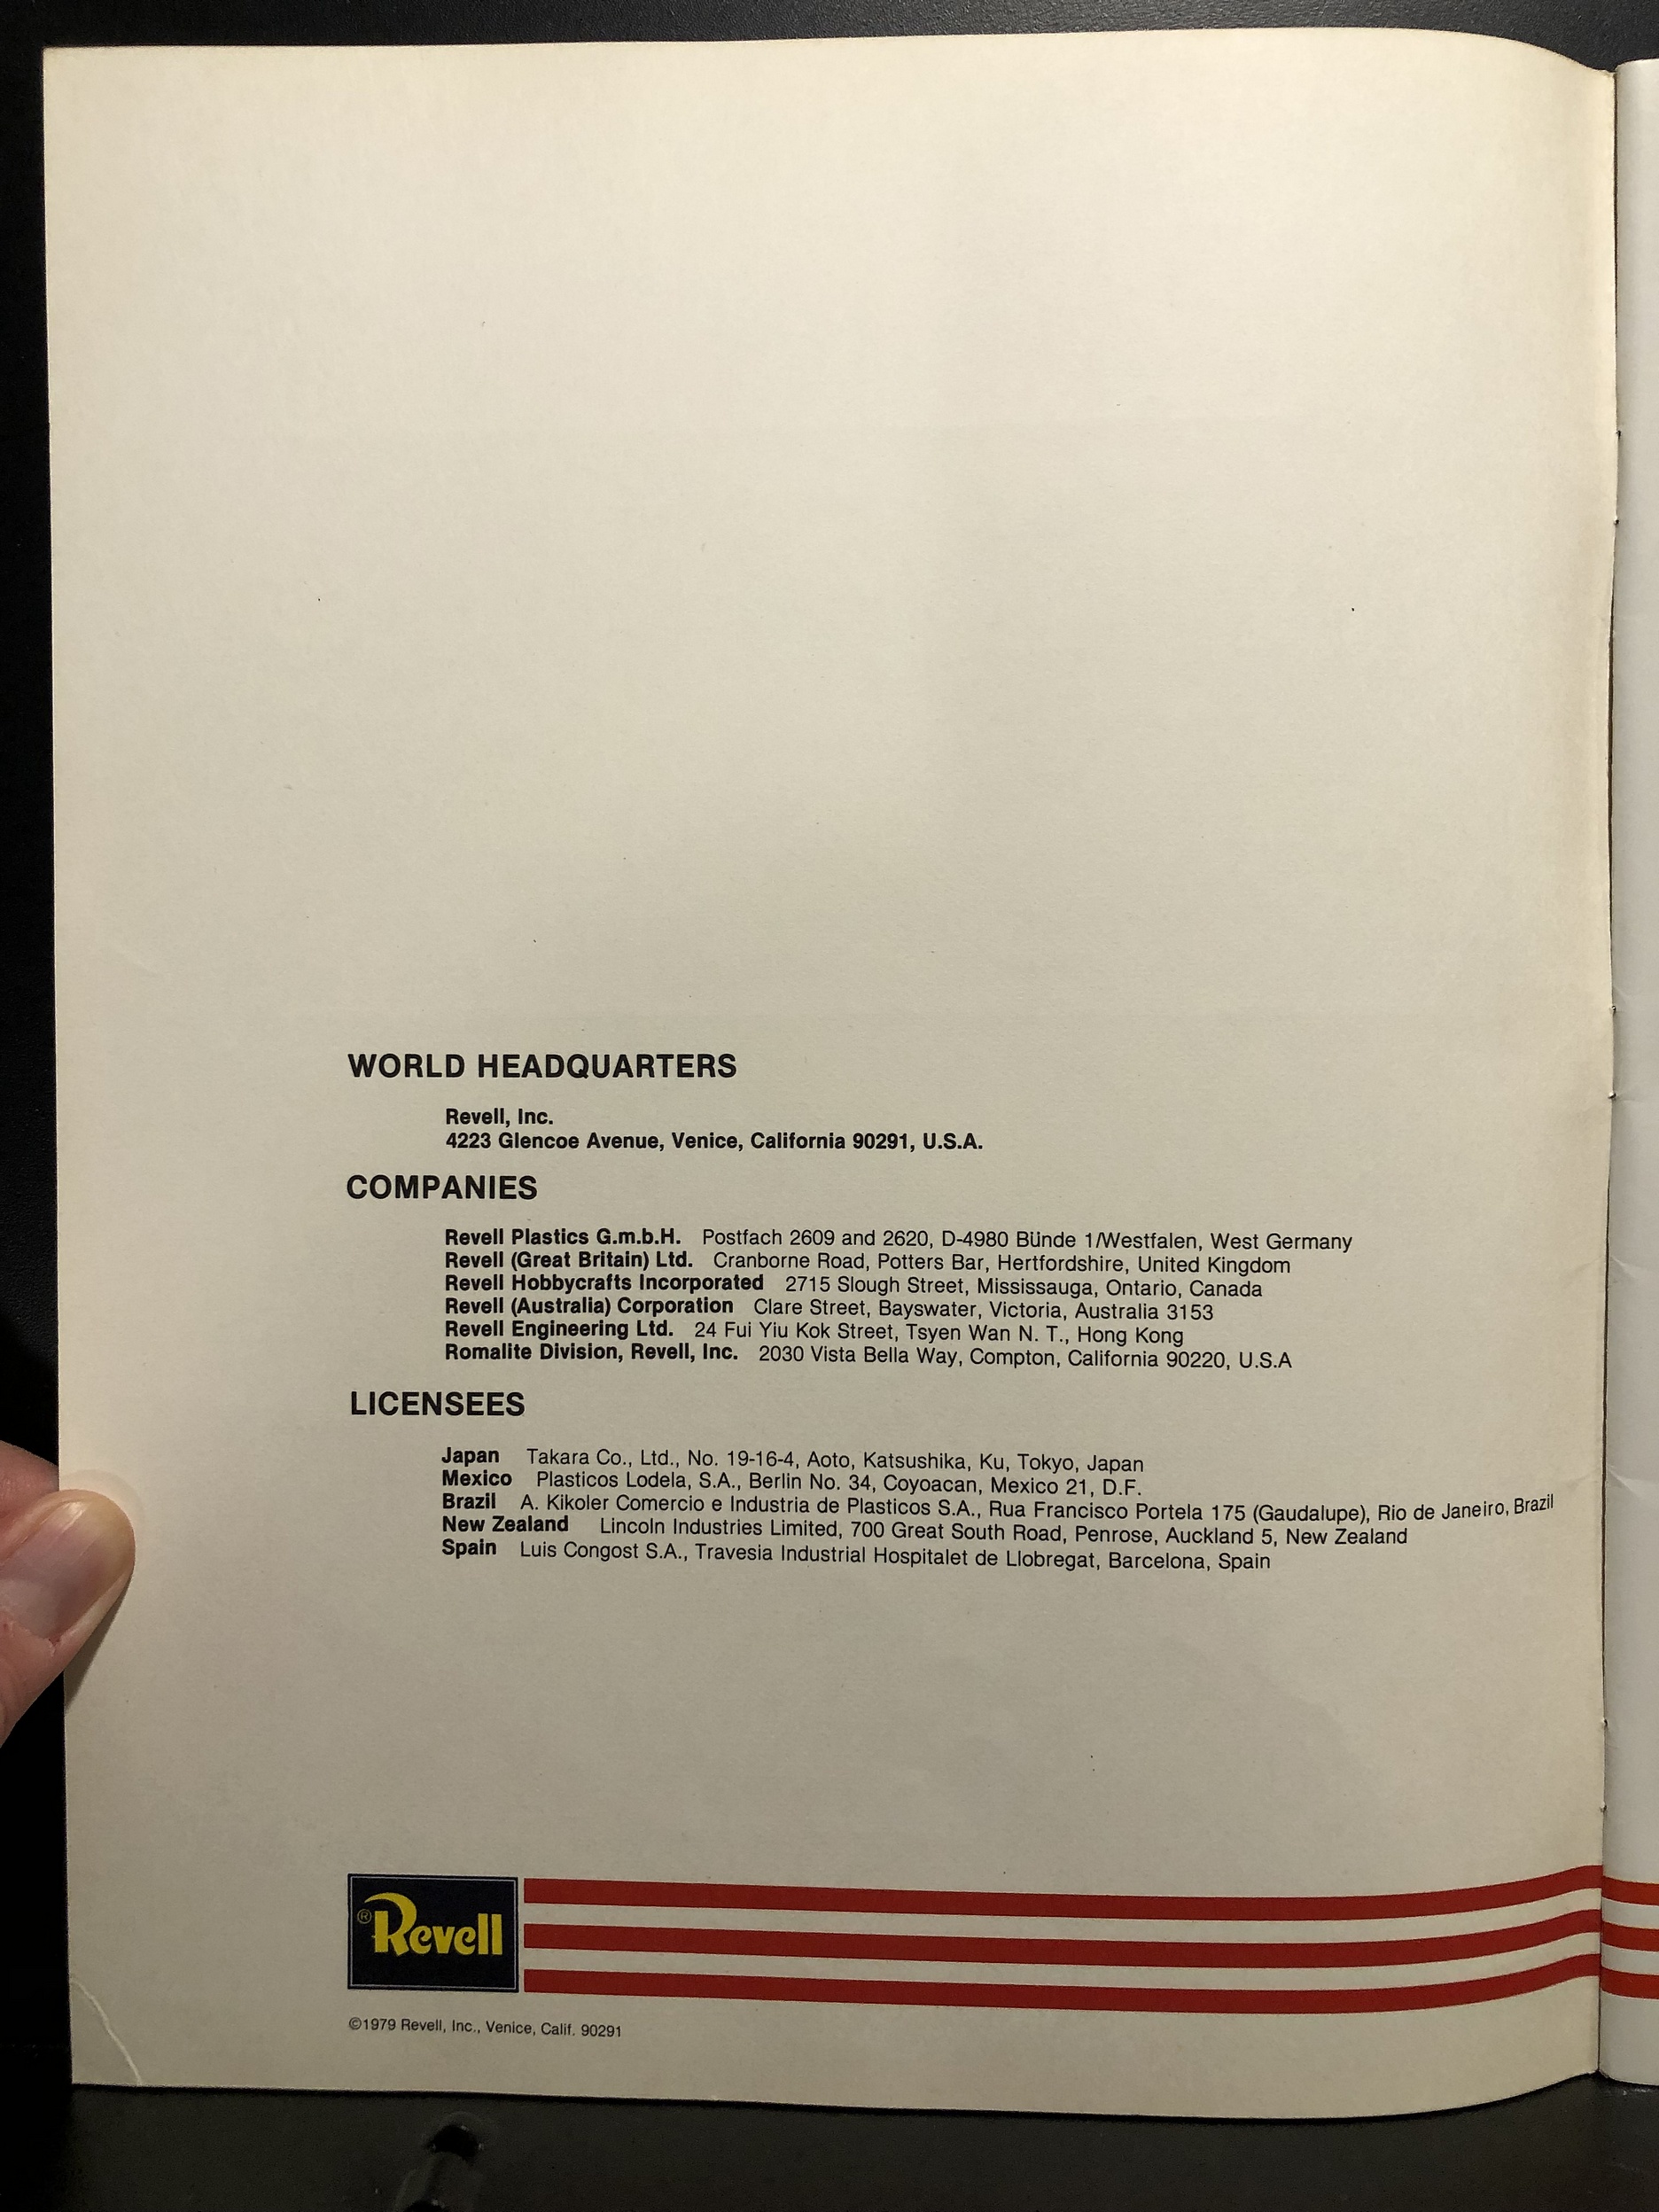 WORLD HEADQUARTERS
Revell, Inc.
4223 Glencoe Avenue, Venice, California 90291, U.S.A.
COMPANIES
Revell Plastics G.m.b.H. Postfach 2609 and 2620, D-4980 Bünde 1/Westfalen, West Germany
Revell (Great Britain) Ltd. Cranborne Road, Potters Bar, Hertfordshire, United Kingdom
Revell Hobbycrafts Incorporated 2715 Slough Street, Mississauga, Ontario, Canada
Revell (Australia) Corporation Clare Street, Bayswater, Victoria, Australia 3153
Revell Engineering Ltd. 24 Fui Yiu Kok Street, Tsyen Wan N. T., Hong Kong
Romalite Division, Revell, Inc. 2030 Vista Bella Way, Compton, California 90220, U.S.A
LICENSEES
Japan Takara Co., Ltd., No. 19-16-4, Aoto, Katsushika, Ku, Tokyo, Japan
Mexico Plasticos Lodela, S.A., Berlin No. 34, Coyoacan, Mexico 21, D.F.
Brazil A. Kikoler Comercio e Industria de Plasticos S.A., Rua Francisco Portela 175 (Gaudalupe), Rio de Janeiro, Brazil
New Zealand Lincoln Industries Limited, 700 Great South Road, Penrose, Auckland 5, New Zealand
Spain Luis Congost S.A., Travesia Industrial Hospitalet de Llobregat, Barcelona, Spain
® Revell
©1979 Revell, Inc., Venice, Calif. 90291